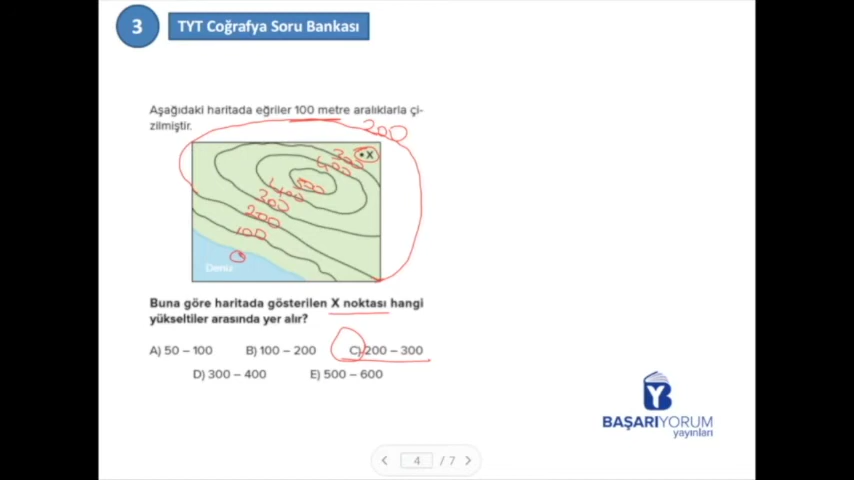 3
TYT Coğrafya Soru Bankası
Aşağıdaki haritada eğriler 100 metre aralıklarla çi-
zilmiştir.
200
300
X
400
500
400
300
200
100
0
Deniz
Buna göre haritada gösterilen X noktası hangi
yükseltiler arasında yer alır?
A) 50 – 100 B) 100 – 200 C) 200 – 300
D) 300 – 400 E) 500 – 600
BAŞARIYORUM
yayınları
4 / 7